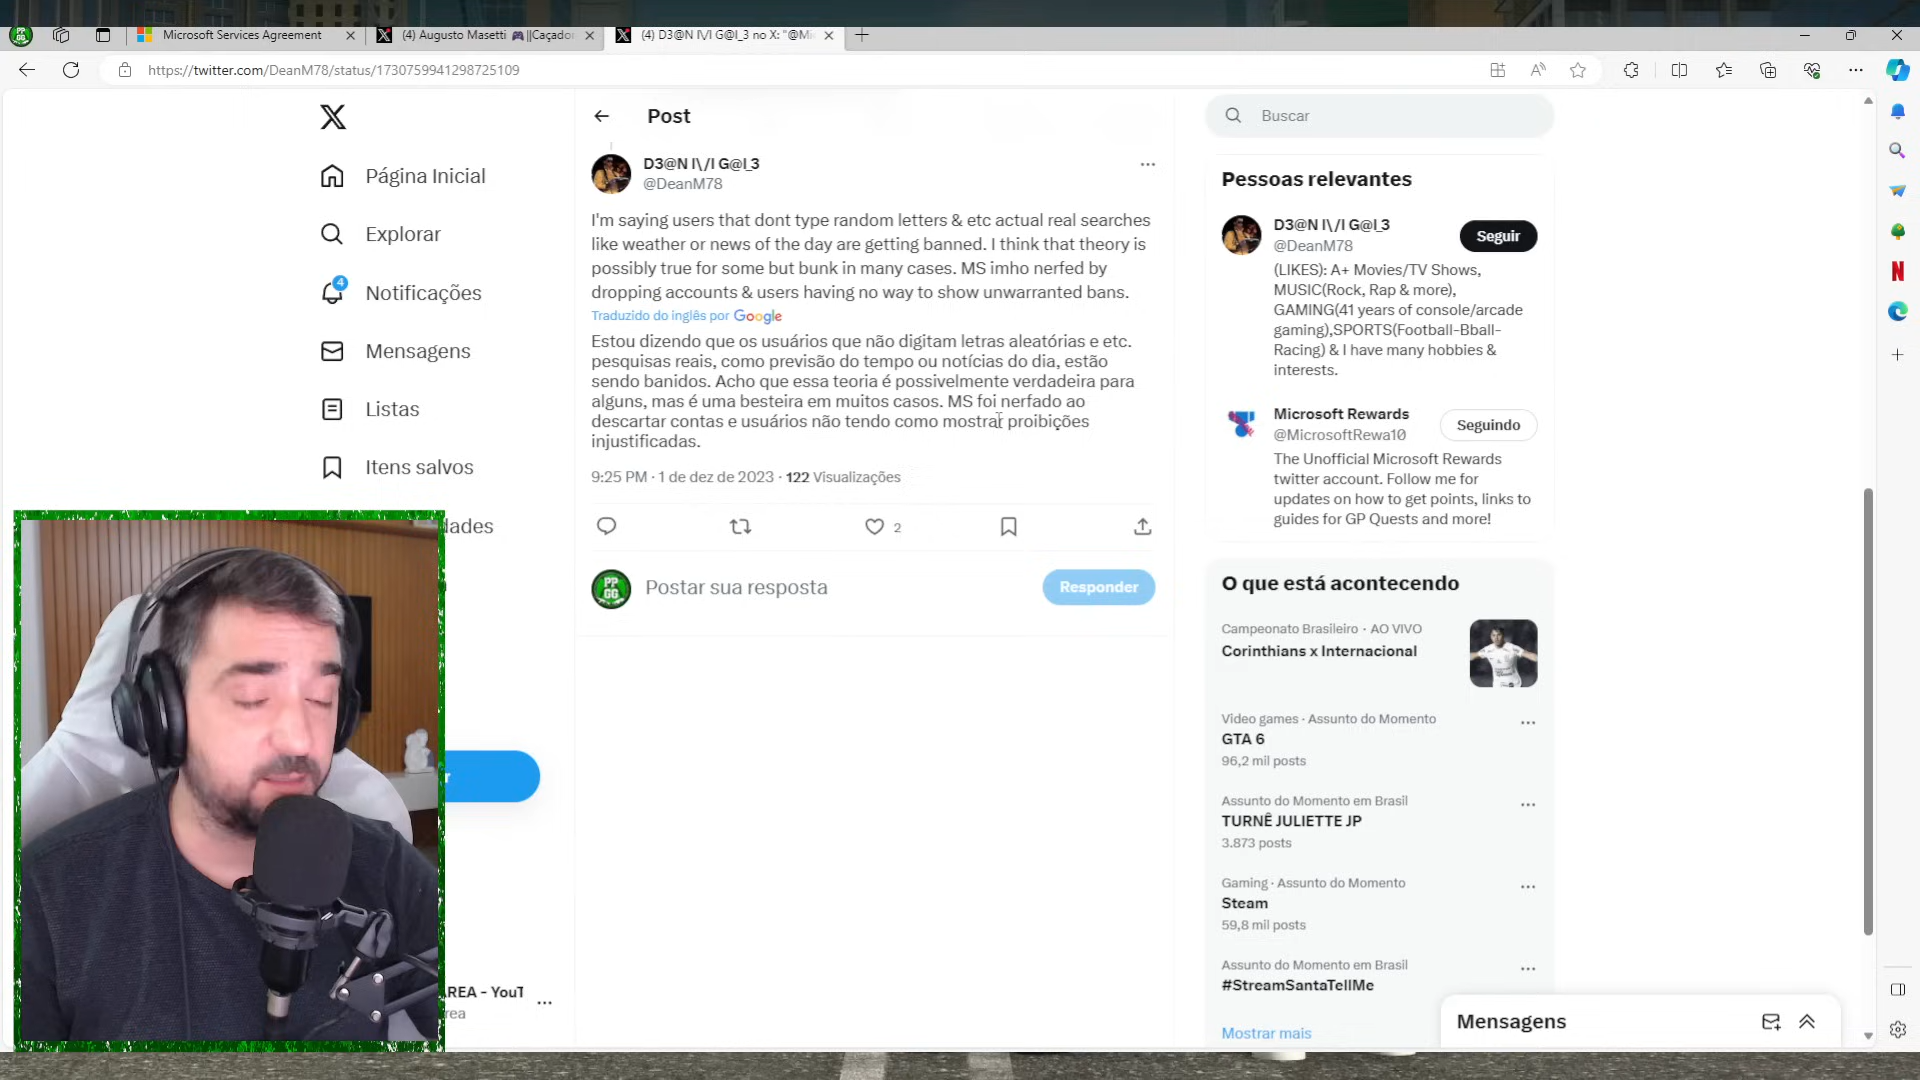 Microsoft Services Agreement
(4) Augusto Masetti 🎮||Caçado
(4) D3@N I\/I G@l_3 no X: "@Mi
https://twitter.com/DeanM78/status/1730759941298725109
Página Inicial
Explorar
4
Notificações
Mensagens
Listas
Itens salvos
dades
r
AREA - YouT
rea
Post
D3@N I\/I G@l_3
@DeanM78
I'm saying users that dont type random letters & etc actual real searches
like weather or news of the day are getting banned. I think that theory is
possibly true for some but bunk in many cases. MS imho nerfed by
dropping accounts & users having no way to show unwarranted bans.
Traduzido do inglês por Google
Estou dizendo que os usuários que não digitam letras aleatórias e etc.
pesquisas reais, como previsão do tempo ou notícias do dia, estão
sendo banidos. Acho que essa teoria é possivelmente verdadeira para
alguns, mas é uma besteira em muitos casos. MS foi nerfado ao
descartar contas e usuários não tendo como mostrar proibições
injustificadas.
9:25 PM · 1 de dez de 2023 · 122 Visualizações
2
PP
GG
Postar sua resposta
Responder
Buscar
Pessoas relevantes
D3@N I\/I G@l_3
@DeanM78
Seguir
(LIKES): A+ Movies/TV Shows,
MUSIC(Rock, Rap & more),
GAMING(41 years of console/arcade
gaming),SPORTS(Football-Bball-
Racing) & I have many hobbies &
interests.
Microsoft Rewards
@MicrosoftRewa10
Seguindo
The Unofficial Microsoft Rewards
twitter account. Follow me for
updates on how to get points, links to
guides for GP Quests and more!
O que está acontecendo
Campeonato Brasileiro · AO VIVO
Corinthians x Internacional
Video games · Assunto do Momento
GTA 6
96,2 mil posts
Assunto do Momento em Brasil
TURNÊ JULIETTE JP
3.873 posts
Gaming · Assunto do Momento
Steam
59,8 mil posts
Assunto do Momento em Brasil
#StreamSantaTellMe
Mostrar mais
Mensagens